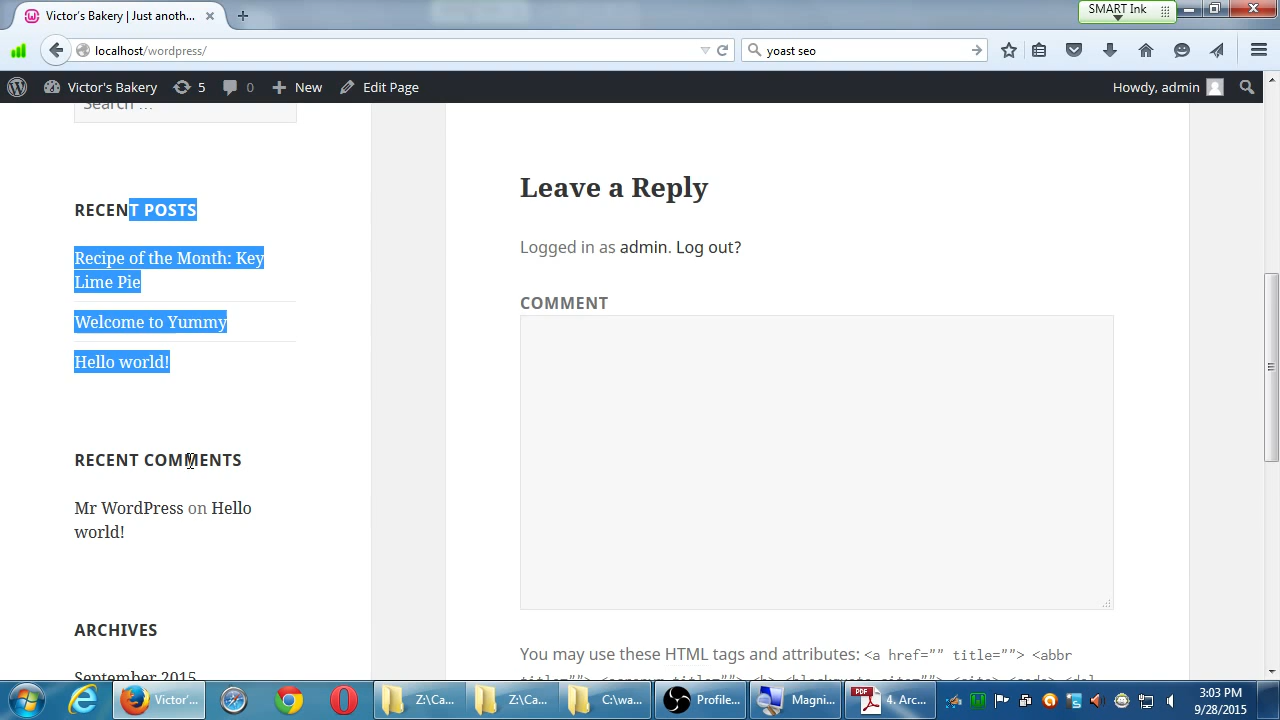 Victor's Bakery | Just anoth...
SMART Ink
localhost/wordpress/
yoast seo
Victor's Bakery
5
0
New
Edit Page
Howdy, admin
Search ...
RECENT POSTS
Recipe of the Month: Key
Lime Pie
Welcome to Yummy
Hello world!
RECENT COMMENTS
Mr WordPress on Hello
world!
ARCHIVES
September 2015
Leave a Reply
Logged in as admin. Log out?
COMMENT
You may use these HTML tags and attributes: <a href="" title=""> <abbr
Victor'...
Z:\Ca...
Z:\Ca...
C:\wa...
Profile...
Magni...
PDF
4. Arc...
3:03 PM
9/28/2015